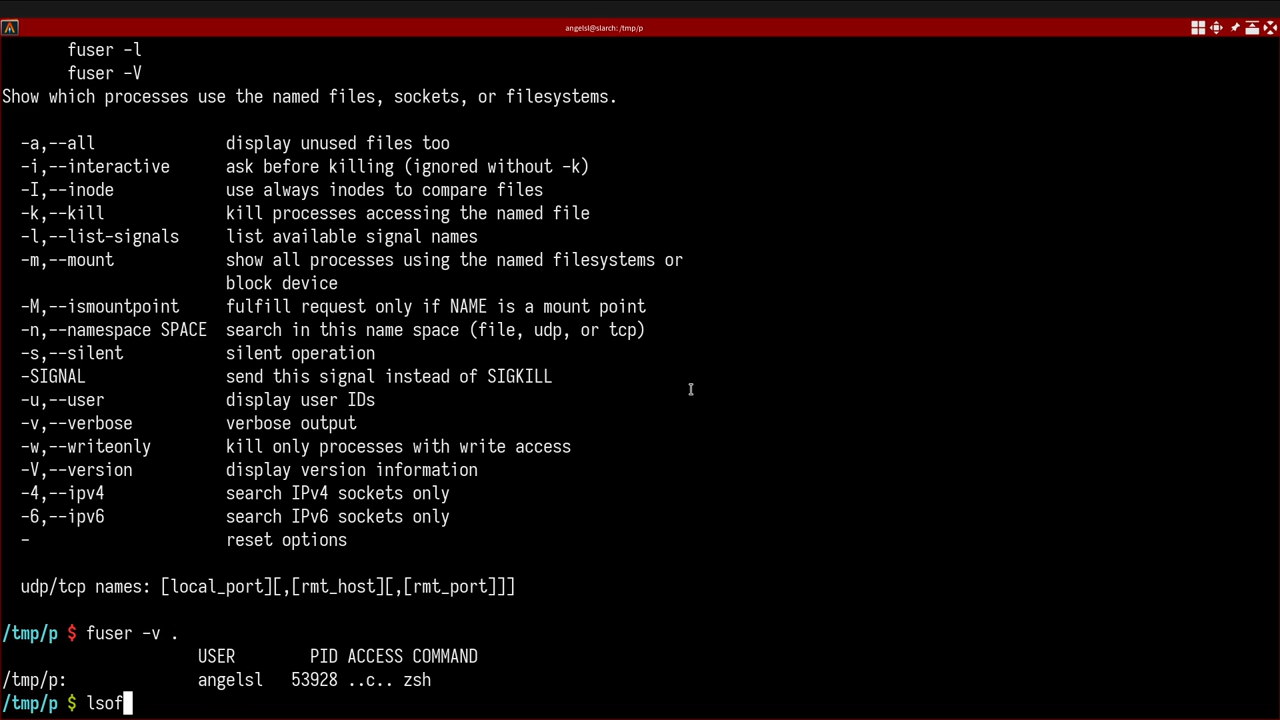 angelsl@slarch: /tmp/p
fuser -l
fuser -V
Show which processes use the named files, sockets, or filesystems.
-a,--all display unused files too
-i,--interactive ask before killing (ignored without -k)
-I,--inode use always inodes to compare files
-k,--kill kill processes accessing the named file
-l,--list-signals list available signal names
-m,--mount show all processes using the named filesystems or
block device
-M,--ismountpoint fulfill request only if NAME is a mount point
-n,--namespace SPACE search in this name space (file, udp, or tcp)
-s,--silent silent operation
-SIGNAL send this signal instead of SIGKILL
-u,--user display user IDs
-v,--verbose verbose output
-w,--writeonly kill only processes with write access
-V,--version display version information
-4,--ipv4 search IPv4 sockets only
-6,--ipv6 search IPv6 sockets only
- reset options
udp/tcp names: [local_port][,[rmt_host][,[rmt_port]]]
/tmp/p $ fuser -v .
USER PID ACCESS COMMAND
/tmp/p: angelsl 53928 ..c.. zsh
/tmp/p $ lsof